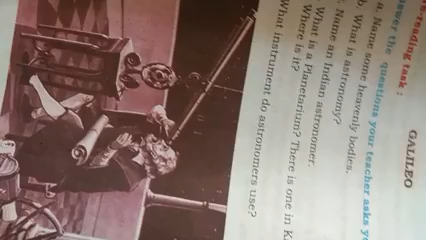 GALILEO
re-reading task :
swer the questions your teacher asks y
a. Name some heavenly bodies.
b. What is astronomy?
Name an Indian astronomer.
What is a Planetarium? There is one in K
Where is it?
What instrument do astronomers use?